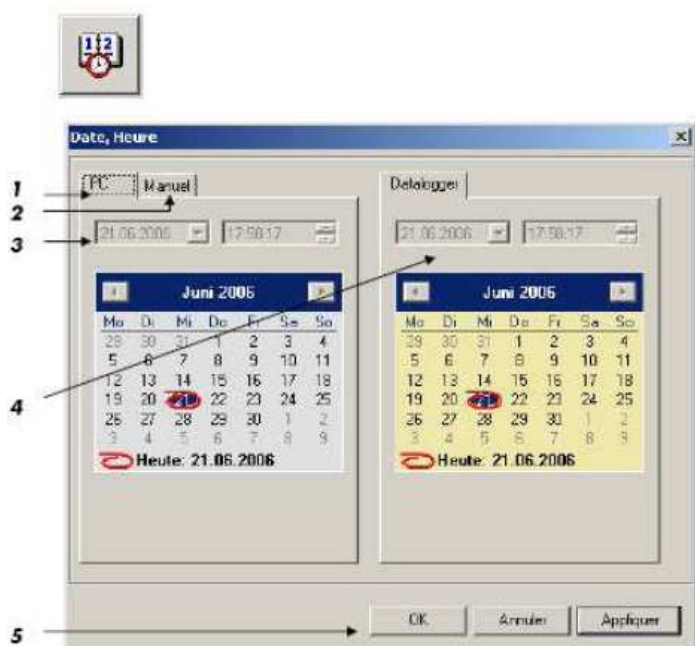 1 2
Date, Heure
1 PC Manuel
2
Datalogger
3 21.06.2006 17:58:17
21.06.2006 17:58:17
Juni 2006
Mo Di Mi Do Fr Sa So
29 30 31 1 2 3 4
5 6 7 8 9 10 11
12 13 14 15 16 17 18
19 20 21 22 23 24 25
26 27 28 29 30 1 2
3 4 5 6 7 8 9
Heute: 21.06.2006
Juni 2006
Mo Di Mi Do Fr Sa So
29 30 31 1 2 3 4
5 6 7 8 9 10 11
12 13 14 15 16 17 18
19 20 21 22 23 24 25
26 27 28 29 30 1 2
3 4 5 6 7 8 9
Heute: 21.06.2006
4
5
OK Annuler Appliquer